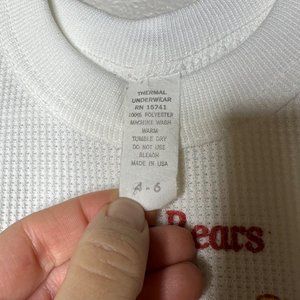 THERMAL
UNDERWEAR
RN 15741
100% POLYESTER
MACHINE WASH
WARM
TUMBLE DRY
DO NOT USE
BLEACH
MADE IN USA
Bears